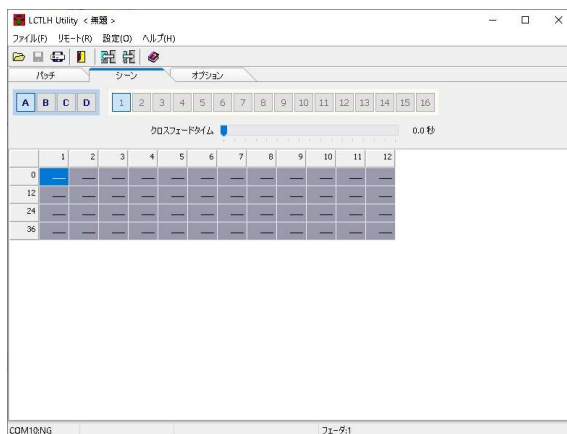 LCTLH Utility < 無題 >
ファイル(F) リモート(R) 設定(O) ヘルプ(H)
パッチ シーン オプション
A B C D 1 2 3 4 5 6 7 8 9 10 11 12 13 14 15 16
クロスフェードタイム 0.0 秒
1 2 3 4 5 6 7 8 9 10 11 12
0 — — — — — — — — — — — —
12 — — — — — — — — — — — —
24 — — — — — — — — — — — —
36 — — — — — — — — — — — —
COM10:NG フェーダ:1